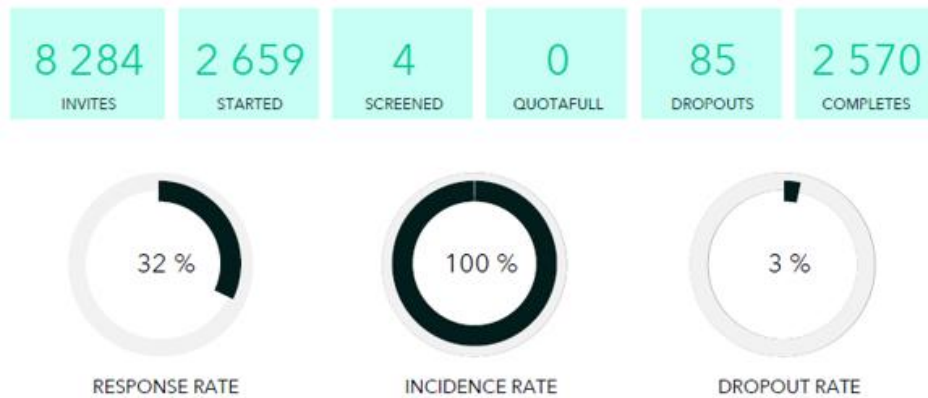 8 284 2 659 4 0 85 2 570
INVITES STARTED SCREENED QUOTAFULL DROPOUTS COMPLETES
32 % 100 % 3 %
RESPONSE RATE INCIDENCE RATE DROPOUT RATE